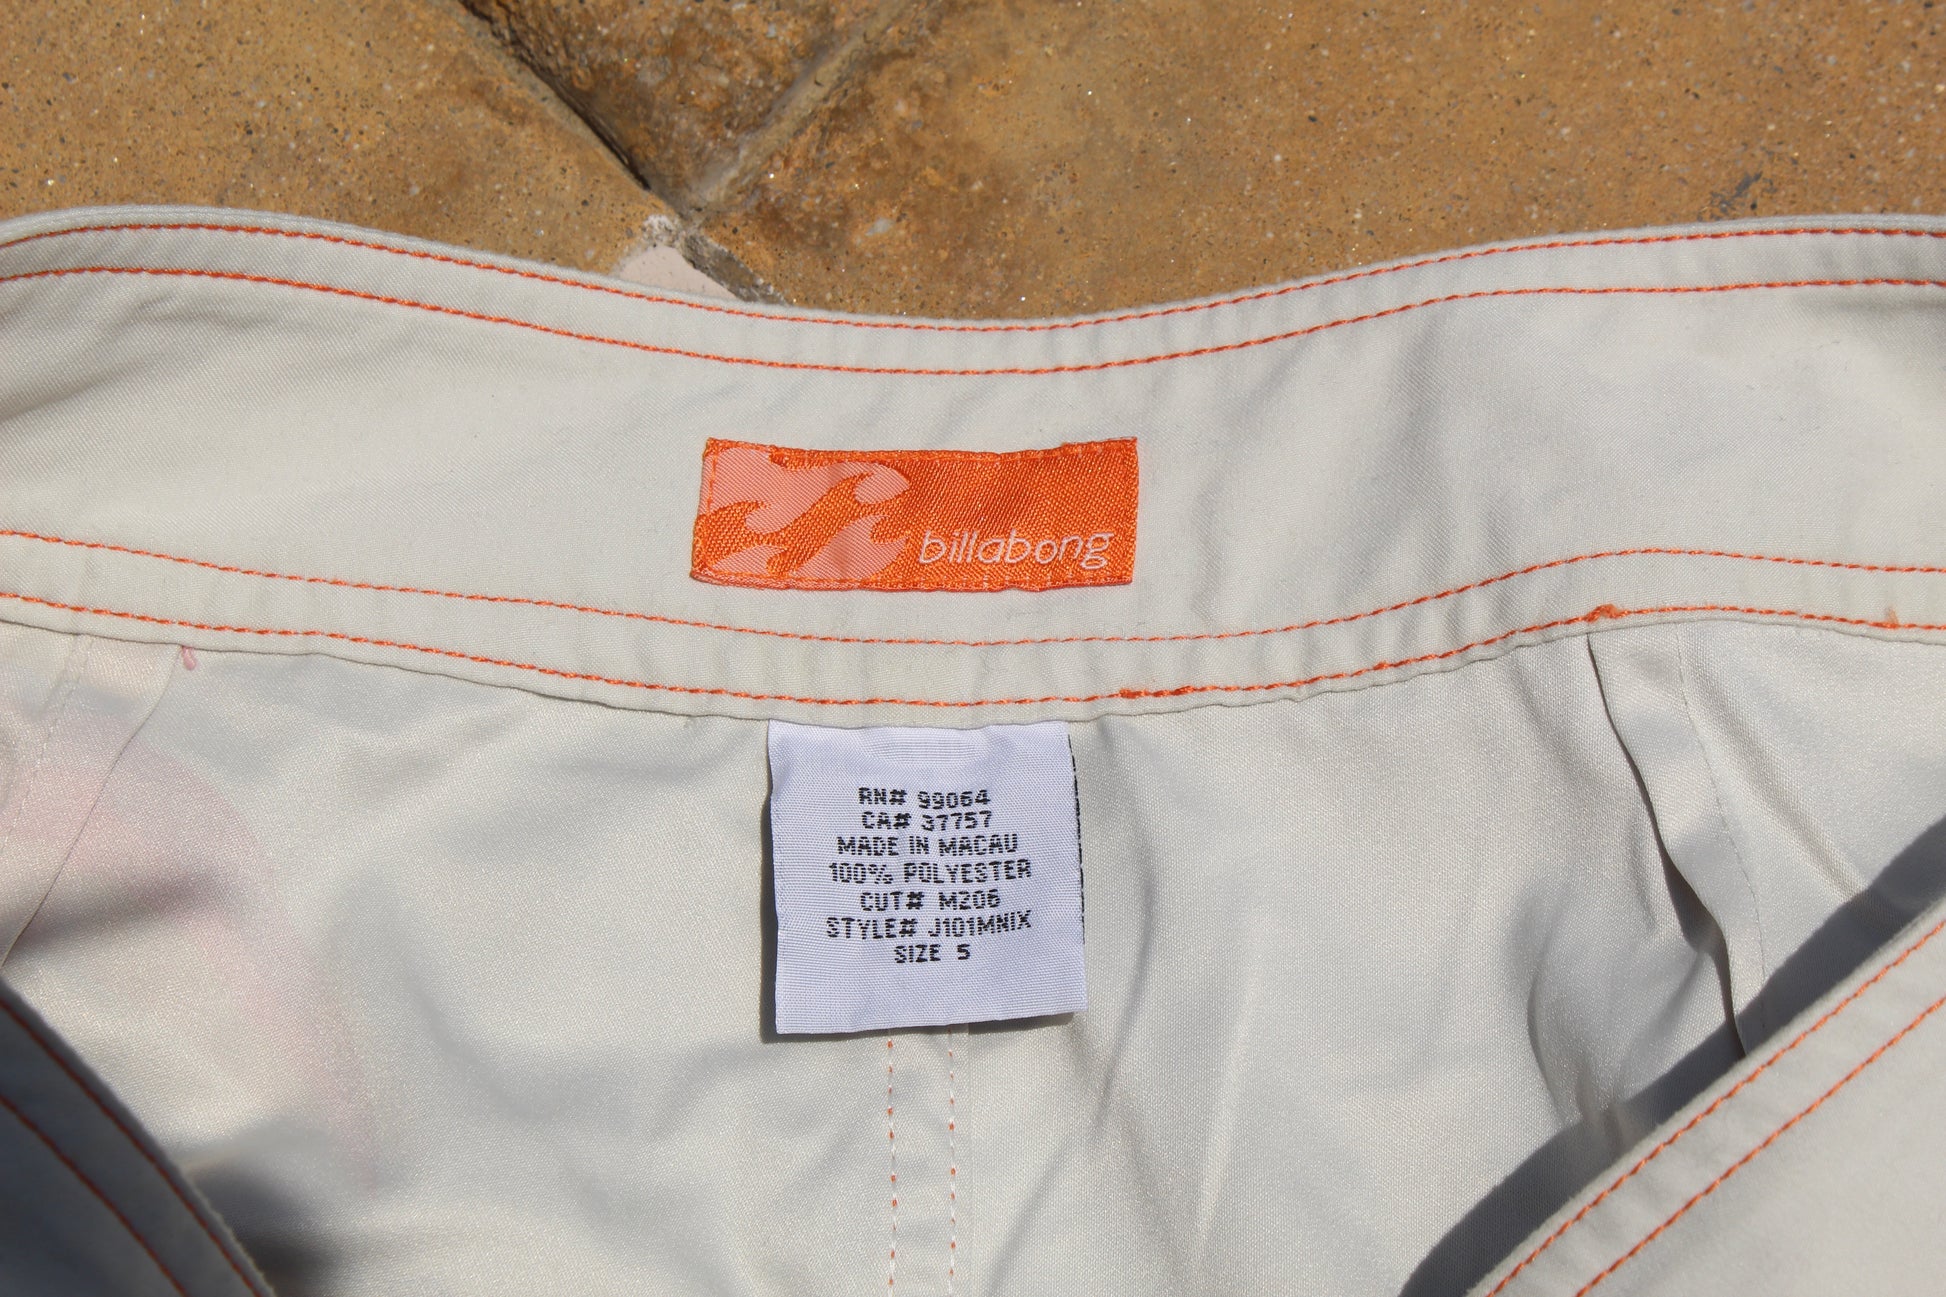 billabong
RN# 99064
CA# 37757
MADE IN MACAU
100% POLYESTER
CUT# M206
STYLE# J101MNIX
SIZE 5